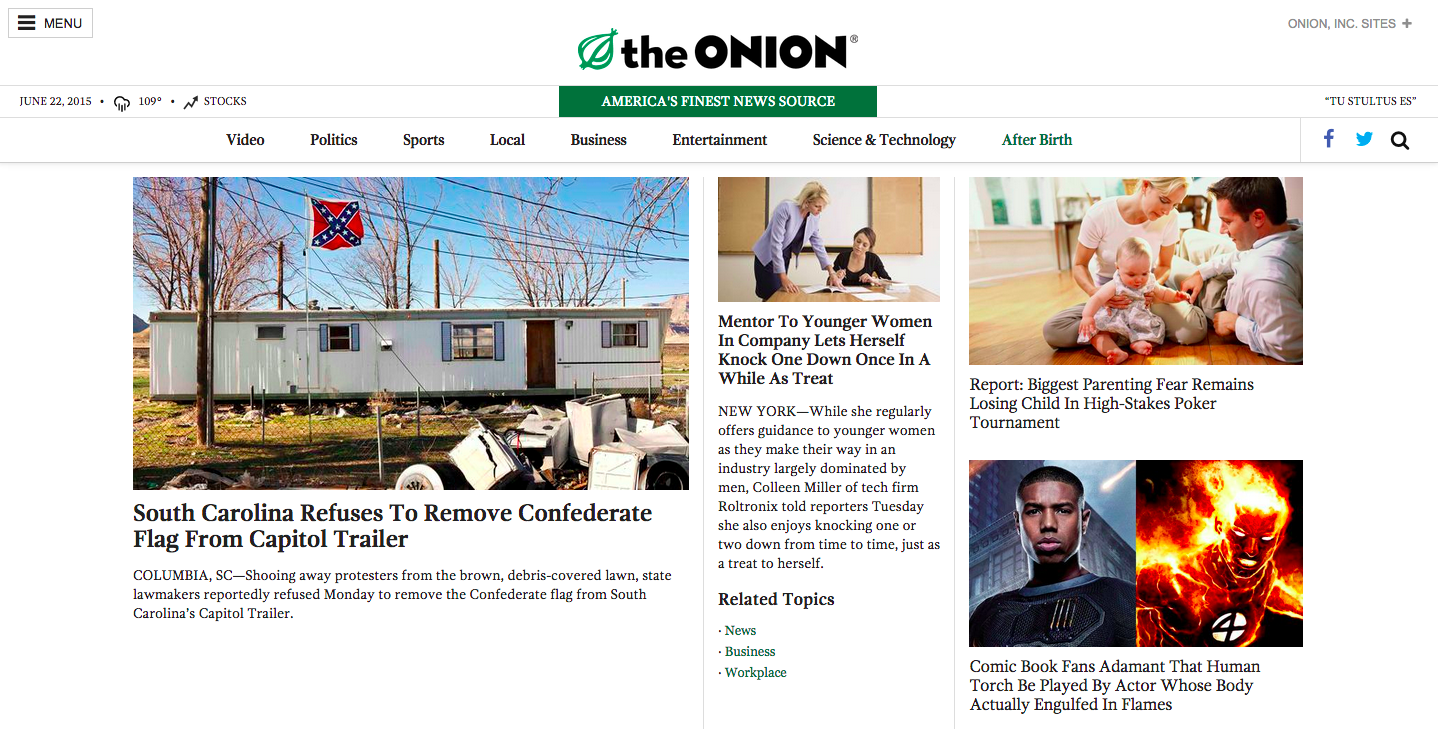 MENU
ONION, INC. SITES +
the ONION®
JUNE 22, 2015 • 109° • STOCKS
AMERICA'S FINEST NEWS SOURCE
“TU STULTUS ES”
Video Politics Sports Local Business Entertainment Science & Technology After Birth
South Carolina Refuses To Remove Confederate
Flag From Capitol Trailer
COLUMBIA, SC—Shooing away protesters from the brown, debris-covered lawn, state
lawmakers reportedly refused Monday to remove the Confederate flag from South
Carolina’s Capitol Trailer.
Mentor To Younger Women
In Company Lets Herself
Knock One Down Once In A
While As Treat
NEW YORK—While she regularly
offers guidance to younger women
as they make their way in an
industry largely dominated by
men, Colleen Miller of tech firm
Roltronix told reporters Tuesday
she also enjoys knocking one or
two down from time to time, just as
a treat to herself.
Related Topics
· News
· Business
· Workplace
Report: Biggest Parenting Fear Remains
Losing Child In High-Stakes Poker
Tournament
4
Comic Book Fans Adamant That Human
Torch Be Played By Actor Whose Body
Actually Engulfed In Flames